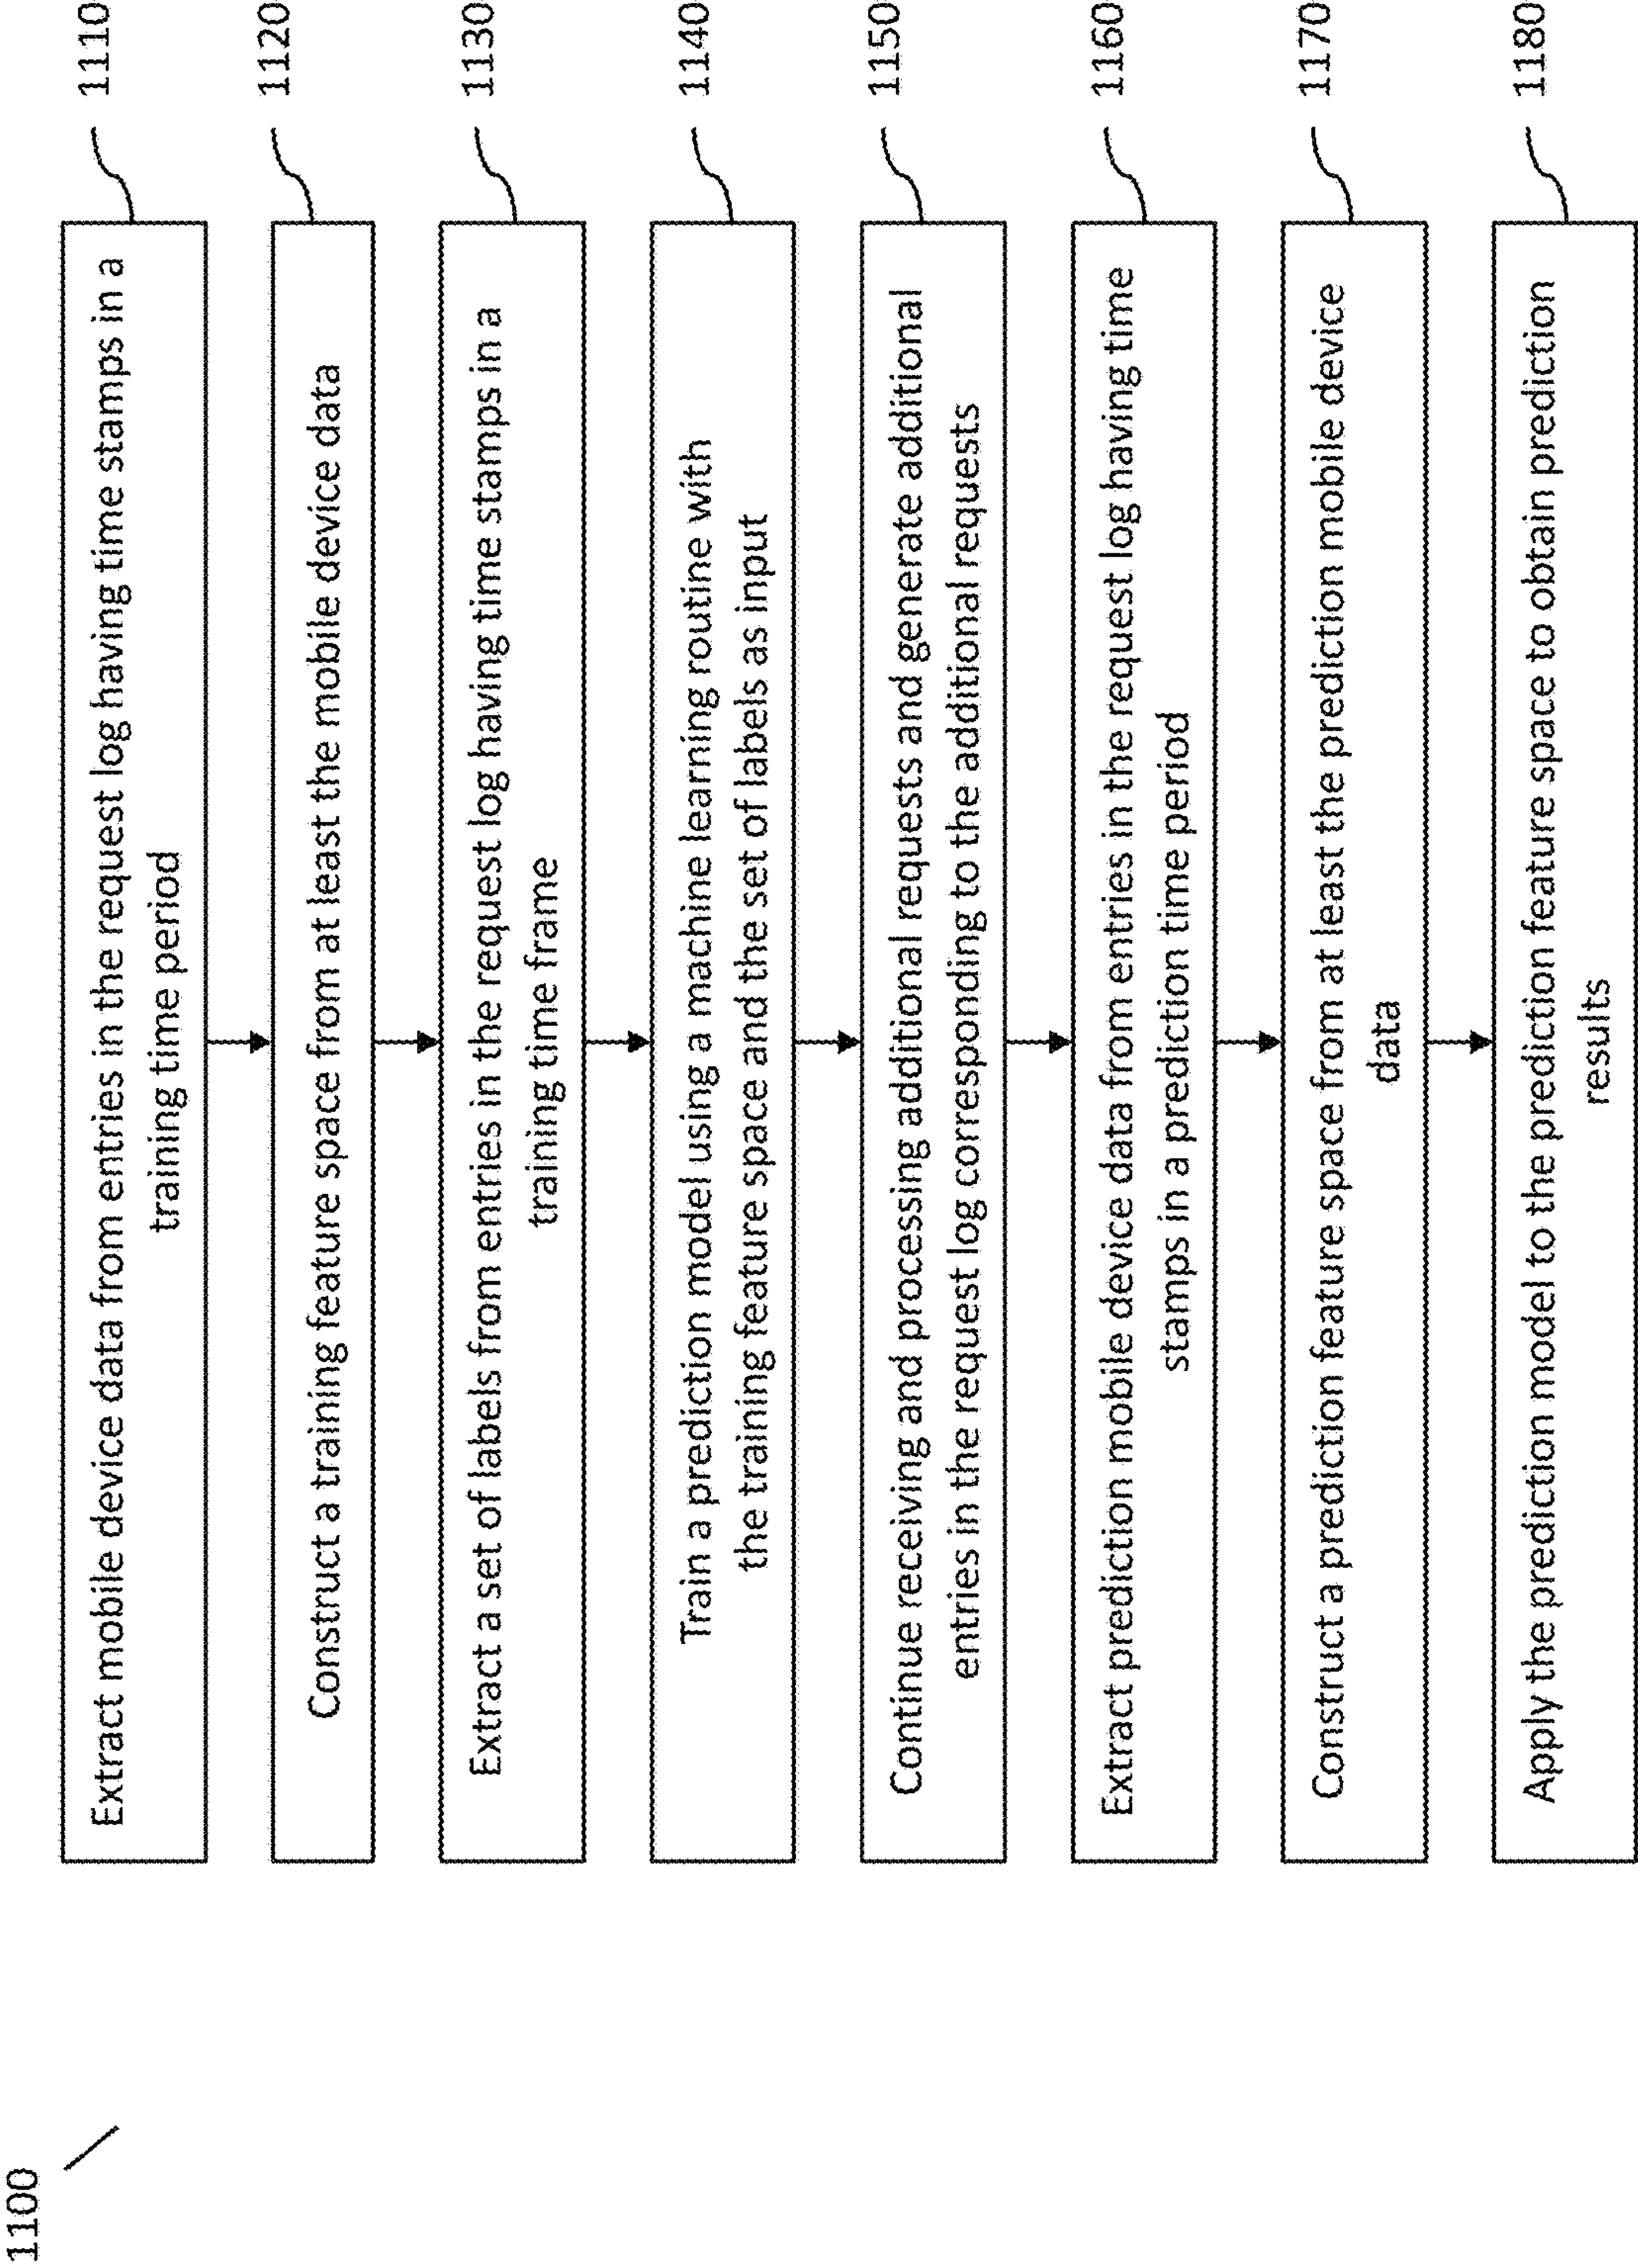 1100
Extract mobile device data from entries in the request log having time stamps in a
training time period
1110
Construct a training feature space from at least the mobile device data
1120
Extract a set of labels from entries in the request log having time stamps in a
training time frame
1130
Train a prediction model using a machine learning routine with
the training feature space and the set of labels as input
1140
Continue receiving and processing additional requests and generate additional
entries in the request log corresponding to the additional requests
1150
Extract prediction mobile device data from entries in the request log having time
stamps in a prediction time period
1160
Construct a prediction feature space from at least the prediction mobile device
data
1170
Apply the prediction model to the prediction feature space to obtain prediction
results
1180